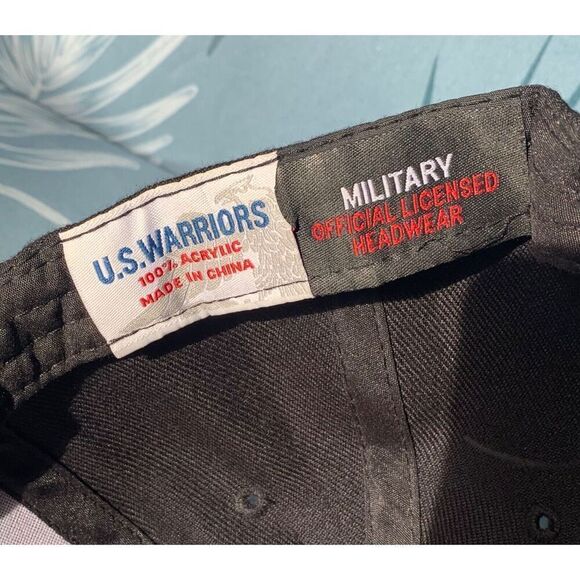 U.S.WARRIORS
100% ACRYLIC
MADE IN CHINA
MILITARY
OFFICIAL LICENSED
HEADWEAR